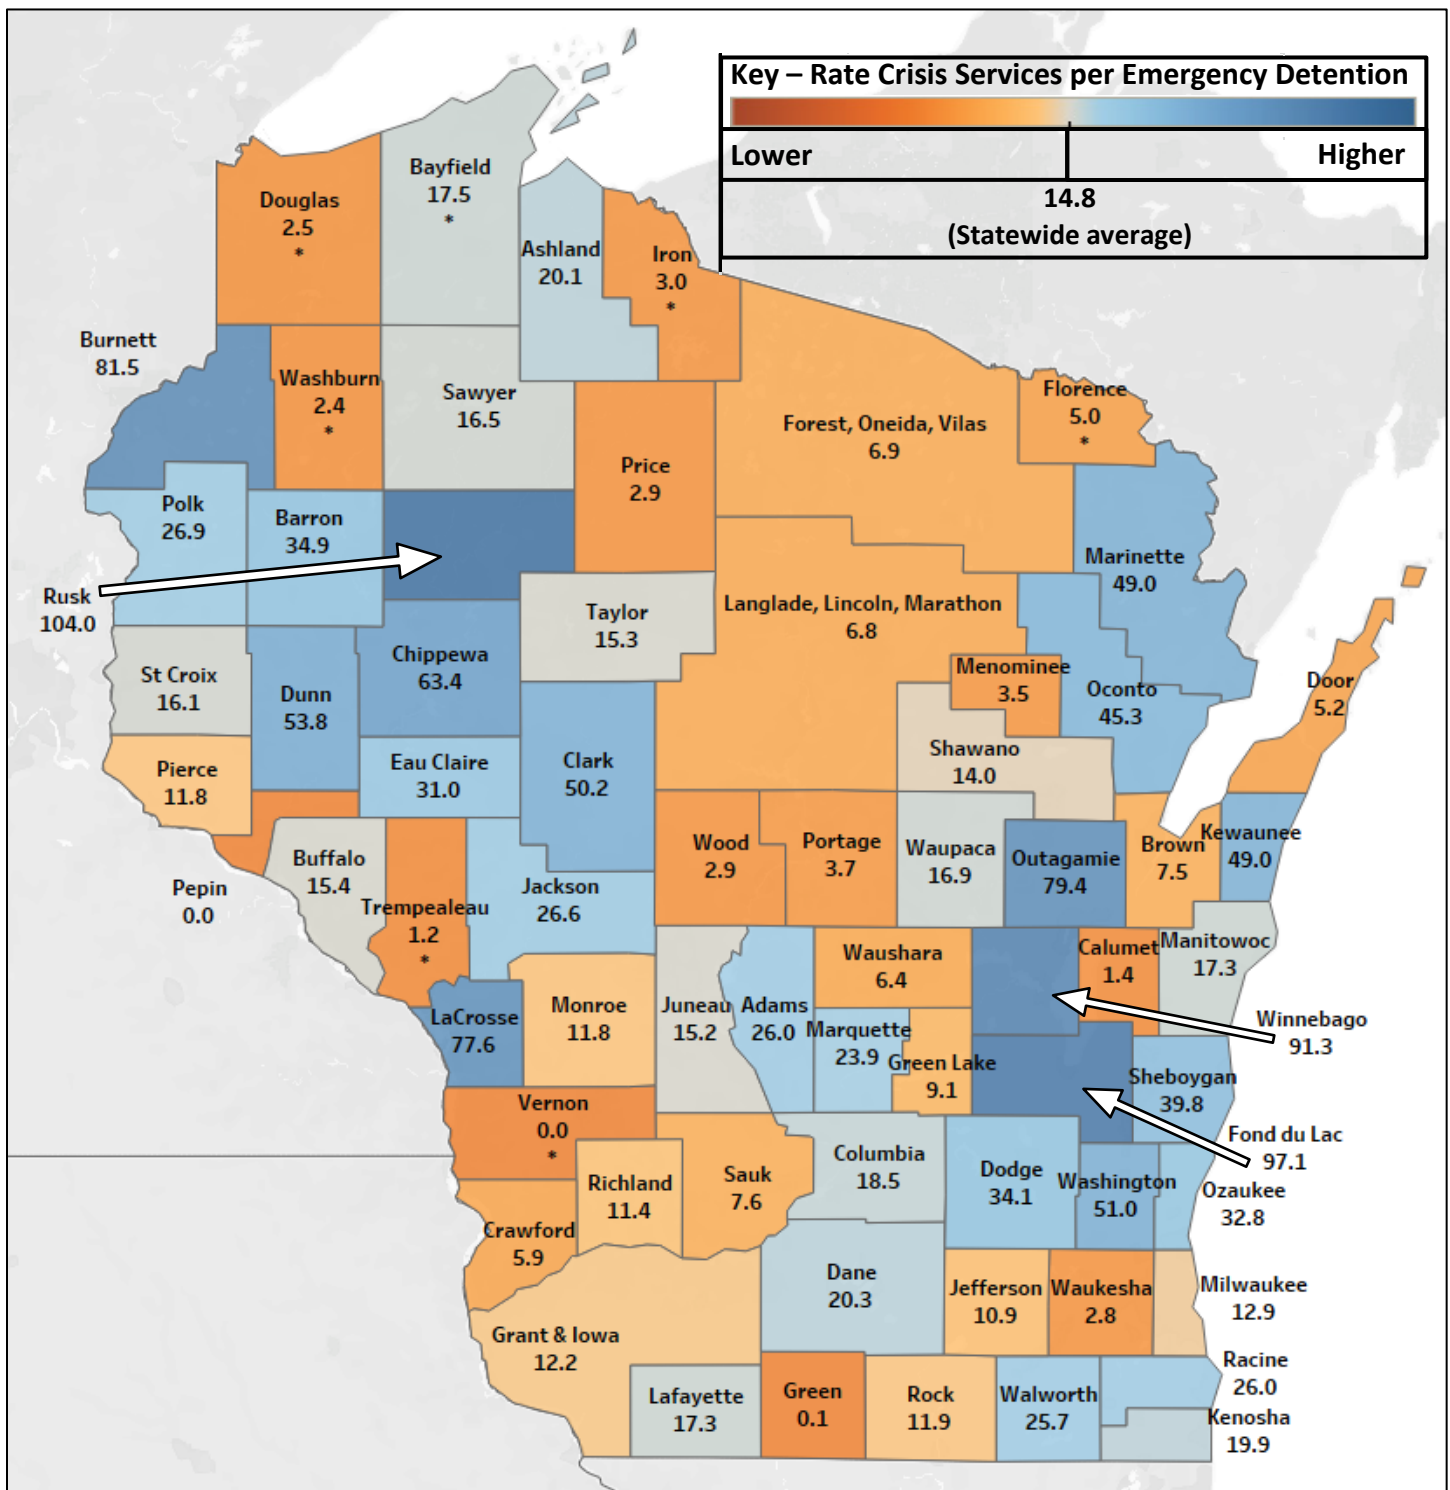 Key – Rate Crisis Services per Emergency Detention
Lower
Higher
14.8
(Statewide average)
Bayfield
17.5
*
Douglas
2.5
*
Ashland
20.1
Iron
3.0
*
Burnett
81.5
Washburn
2.4
*
Sawyer
16.5
Florence
5.0
*
Forest, Oneida, Vilas
6.9
Price
2.9
Polk
26.9
Barron
34.9
Marinette
49.0
Rusk
104.0
Taylor
15.3
Langlade, Lincoln, Marathon
6.8
Chippewa
63.4
Menominee
3.5
St Croix
16.1
Dunn
53.8
Oconto
45.3
Door
5.2
Shawano
14.0
Pierce
11.8
Eau Claire
31.0
Clark
50.2
Wood
2.9
Portage
3.7
Waupaca
16.9
Outagamie
79.4
Brown
7.5
Kewaunee
49.0
Buffalo
15.4
Pepin
0.0
Trempealeau
1.2
*
Jackson
26.6
Waushara
6.4
Calumet
1.4
Manitowoc
17.3
LaCrosse
77.6
Monroe
11.8
Juneau
15.2
Adams
26.0
Marquette
23.9
Green Lake
9.1
Winnebago
91.3
Sheboygan
39.8
Vernon
0.0
*
Fond du Lac
97.1
Columbia
18.5
Dodge
34.1
Washington
51.0
Ozaukee
32.8
Richland
11.4
Sauk
7.6
Crawford
5.9
Dane
20.3
Jefferson
10.9
Waukesha
2.8
Milwaukee
12.9
Grant & Iowa
12.2
Racine
26.0
Lafayette
17.3
Green
0.1
Rock
11.9
Walworth
25.7
Kenosha
19.9